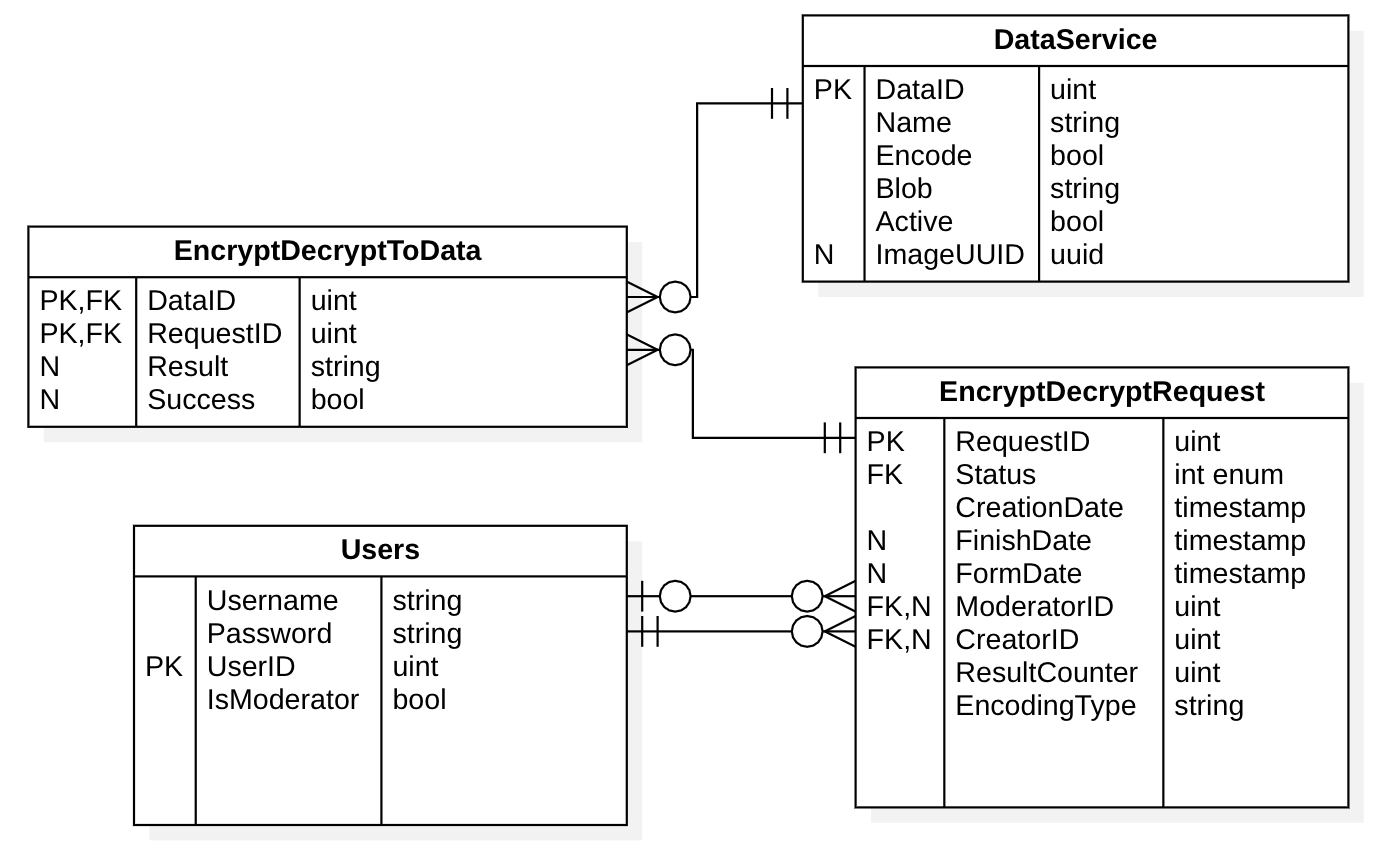 DataService
PK DataID uint
Name string
Encode bool
Blob string
Active bool
N ImageUUID uuid
EncryptDecryptToData
PK,FK DataID uint
PK,FK RequestID uint
N Result string
N Success bool
EncryptDecryptRequest
PK RequestID uint
FK Status int enum
CreationDate timestamp
N FinishDate timestamp
N FormDate timestamp
FK,N ModeratorID uint
FK,N CreatorID uint
ResultCounter uint
EncodingType string
Users
Username string
Password string
PK UserID uint
IsModerator bool